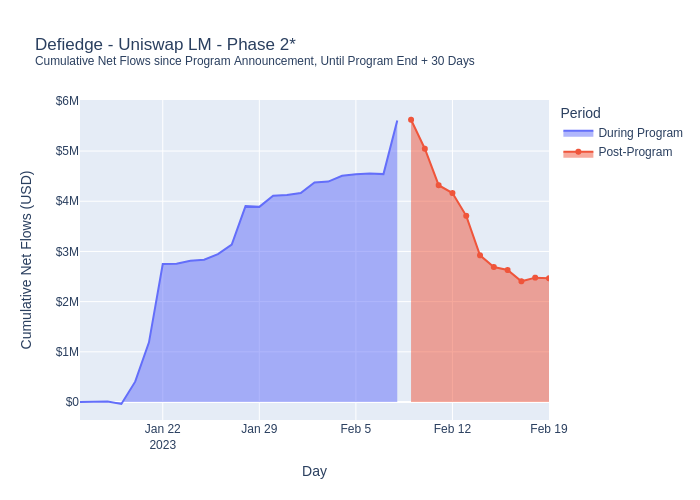 Defiedge - Uniswap LM - Phase 2*
Cumulative Net Flows since Program Announcement, Until Program End + 30 Days
$6M
$5M
$4M
$3M
$2M
$1M
$0
Cumulative Net Flows (USD)
Jan 22
2023
Jan 29
Feb 5
Feb 12
Feb 19
Day
Period
During Program
Post-Program